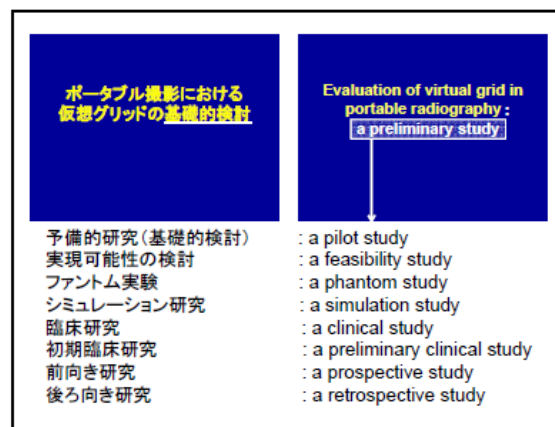 ポータブル撮影における
仮想グリッドの基礎的検討
Evaluation of virtual grid in
portable radiography :
a preliminary study
予備的研究(基礎的検討) : a pilot study
実現可能性の検討 : a feasibility study
ファントム実験 : a phantom study
シミュレーション研究 : a simulation study
臨床研究 : a clinical study
初期臨床研究 : a preliminary clinical study
前向き研究 : a prospective study
後ろ向き研究 : a retrospective study